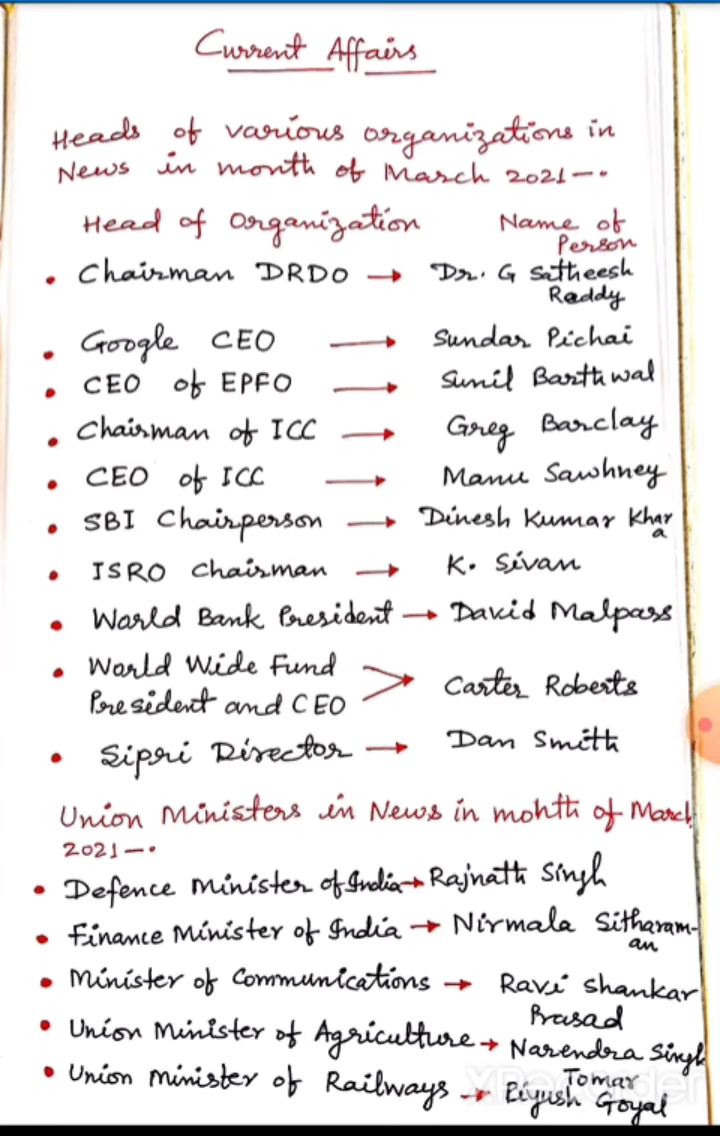 Current Affairs
Heads of various organizations in
News in month of March 2021 –.
Head of Organization Name of
Person
• Chairman DRDO → Dr. G Satheesh
Reddy
• Google CEO → Sundar Pichai
• CEO of EPFO → Sunil Barthwal
• Chairman of ICC → Greg Barclay
• CEO of ICC → Manu Sawhney
• SBI Chairperson → Dinesh Kumar Khar
a
• ISRO Chairman → K. Sivan
• World Bank President → David Malpass
• World Wide Fund
President and CEO → Carter Roberts
• Sipri Director → Dan Smith
Union Ministers in News in month of March
2021 –.
• Defence Minister of India → Rajnath Singh
• Finance Minister of India → Nirmala Sitharam-
an
• Minister of Communications → Ravi Shankar
Prasad
• Union Minister of Agriculture → Narendra Singh
Tomar
• Union Minister of Railways → Piyush Goyal
XRecorder